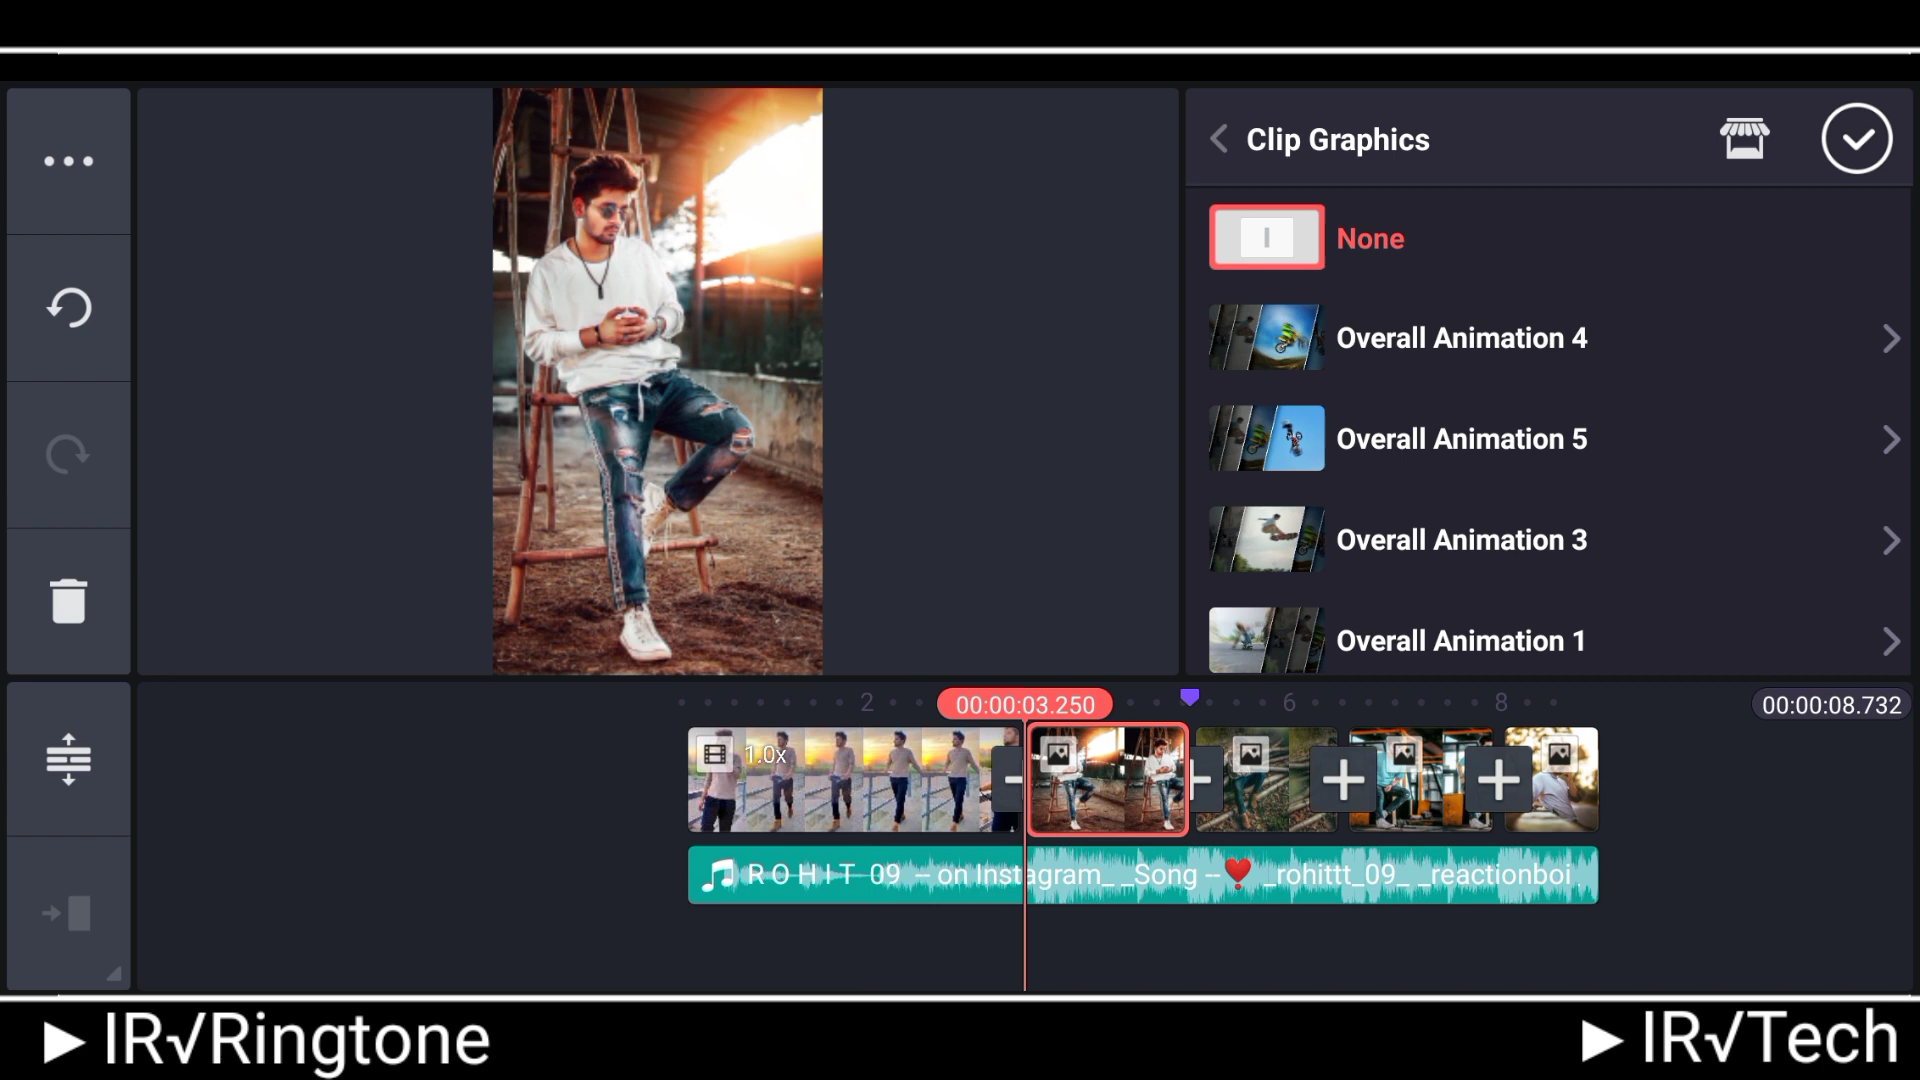 Clip Graphics
None
Overall Animation 4
Overall Animation 5
Overall Animation 3
Overall Animation 1
2
00:00:03.250
6
8
00:00:08.732
1.0x
R O H I T 09 – on Instagram_ _Song –❣️ _rohittt_09_ _reactionboi
▶ IR√Ringtone
▶ IR√Tech